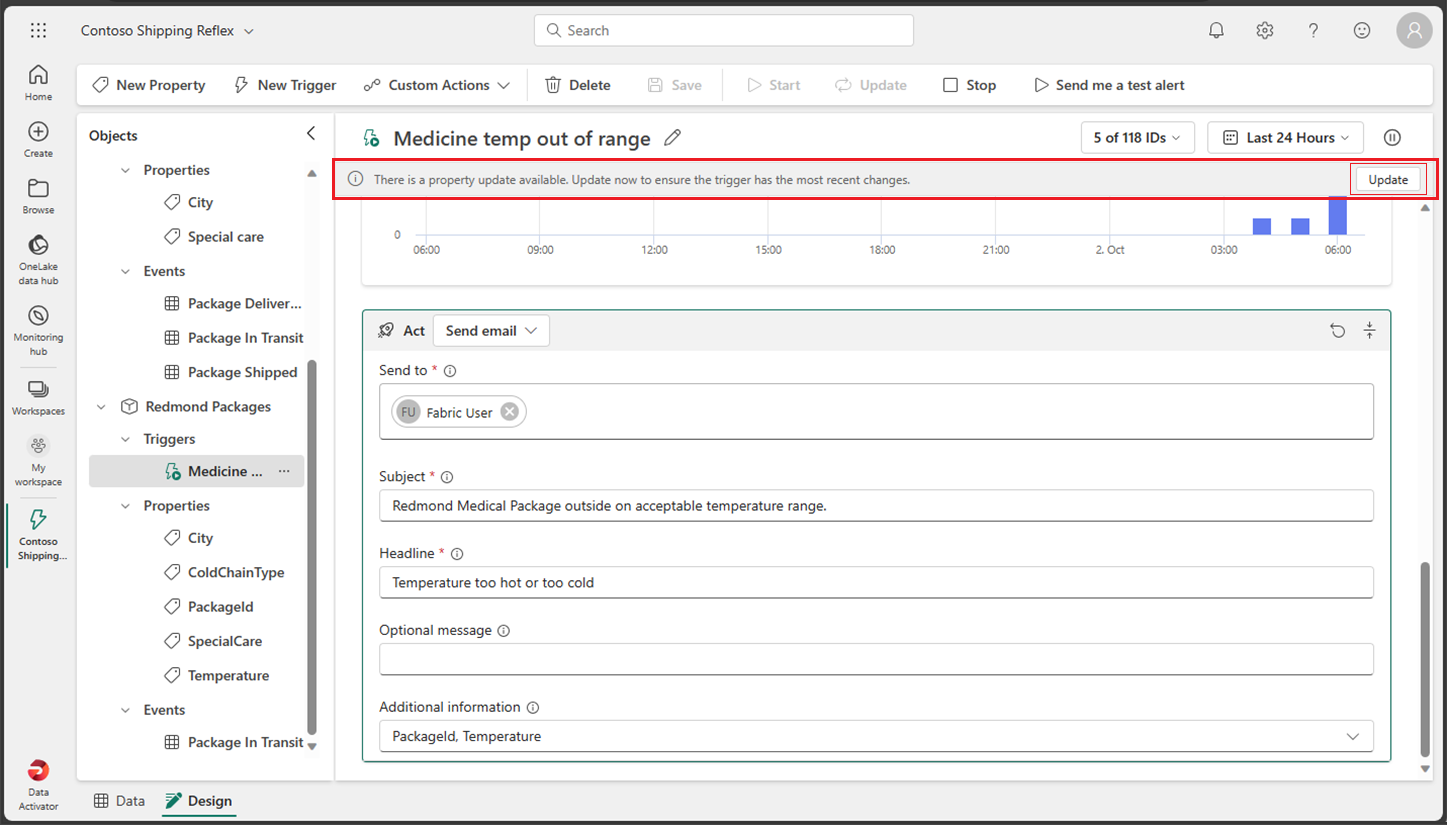 Contoso Shipping Reflex
Search
Home
Create
Browse
OneLake
data hub
Monitoring
hub
Workspaces
My
workspace
Contoso
Shipping...
Data
Activator
New Property
New Trigger
Custom Actions
Delete
Save
Start
Update
Stop
Send me a test alert
Objects
Properties
City
Special care
Events
Package Deliver...
Package In Transit
Package Shipped
Redmond Packages
Triggers
Medicine ...
Properties
City
ColdChainType
PackageId
SpecialCare
Temperature
Events
Package In Transit
Medicine temp out of range
5 of 118 IDs
Last 24 Hours
There is a property update available. Update now to ensure the trigger has the most recent changes.
Update
0
06:00 09:00 12:00 15:00 18:00 21:00 2. Oct 03:00 06:00
Act
Send email
Send to *
FU Fabric User
Subject *
Redmond Medical Package outside on acceptable temperature range.
Headline *
Temperature too hot or too cold
Optional message
Additional information
PackageId, Temperature
Data
Design